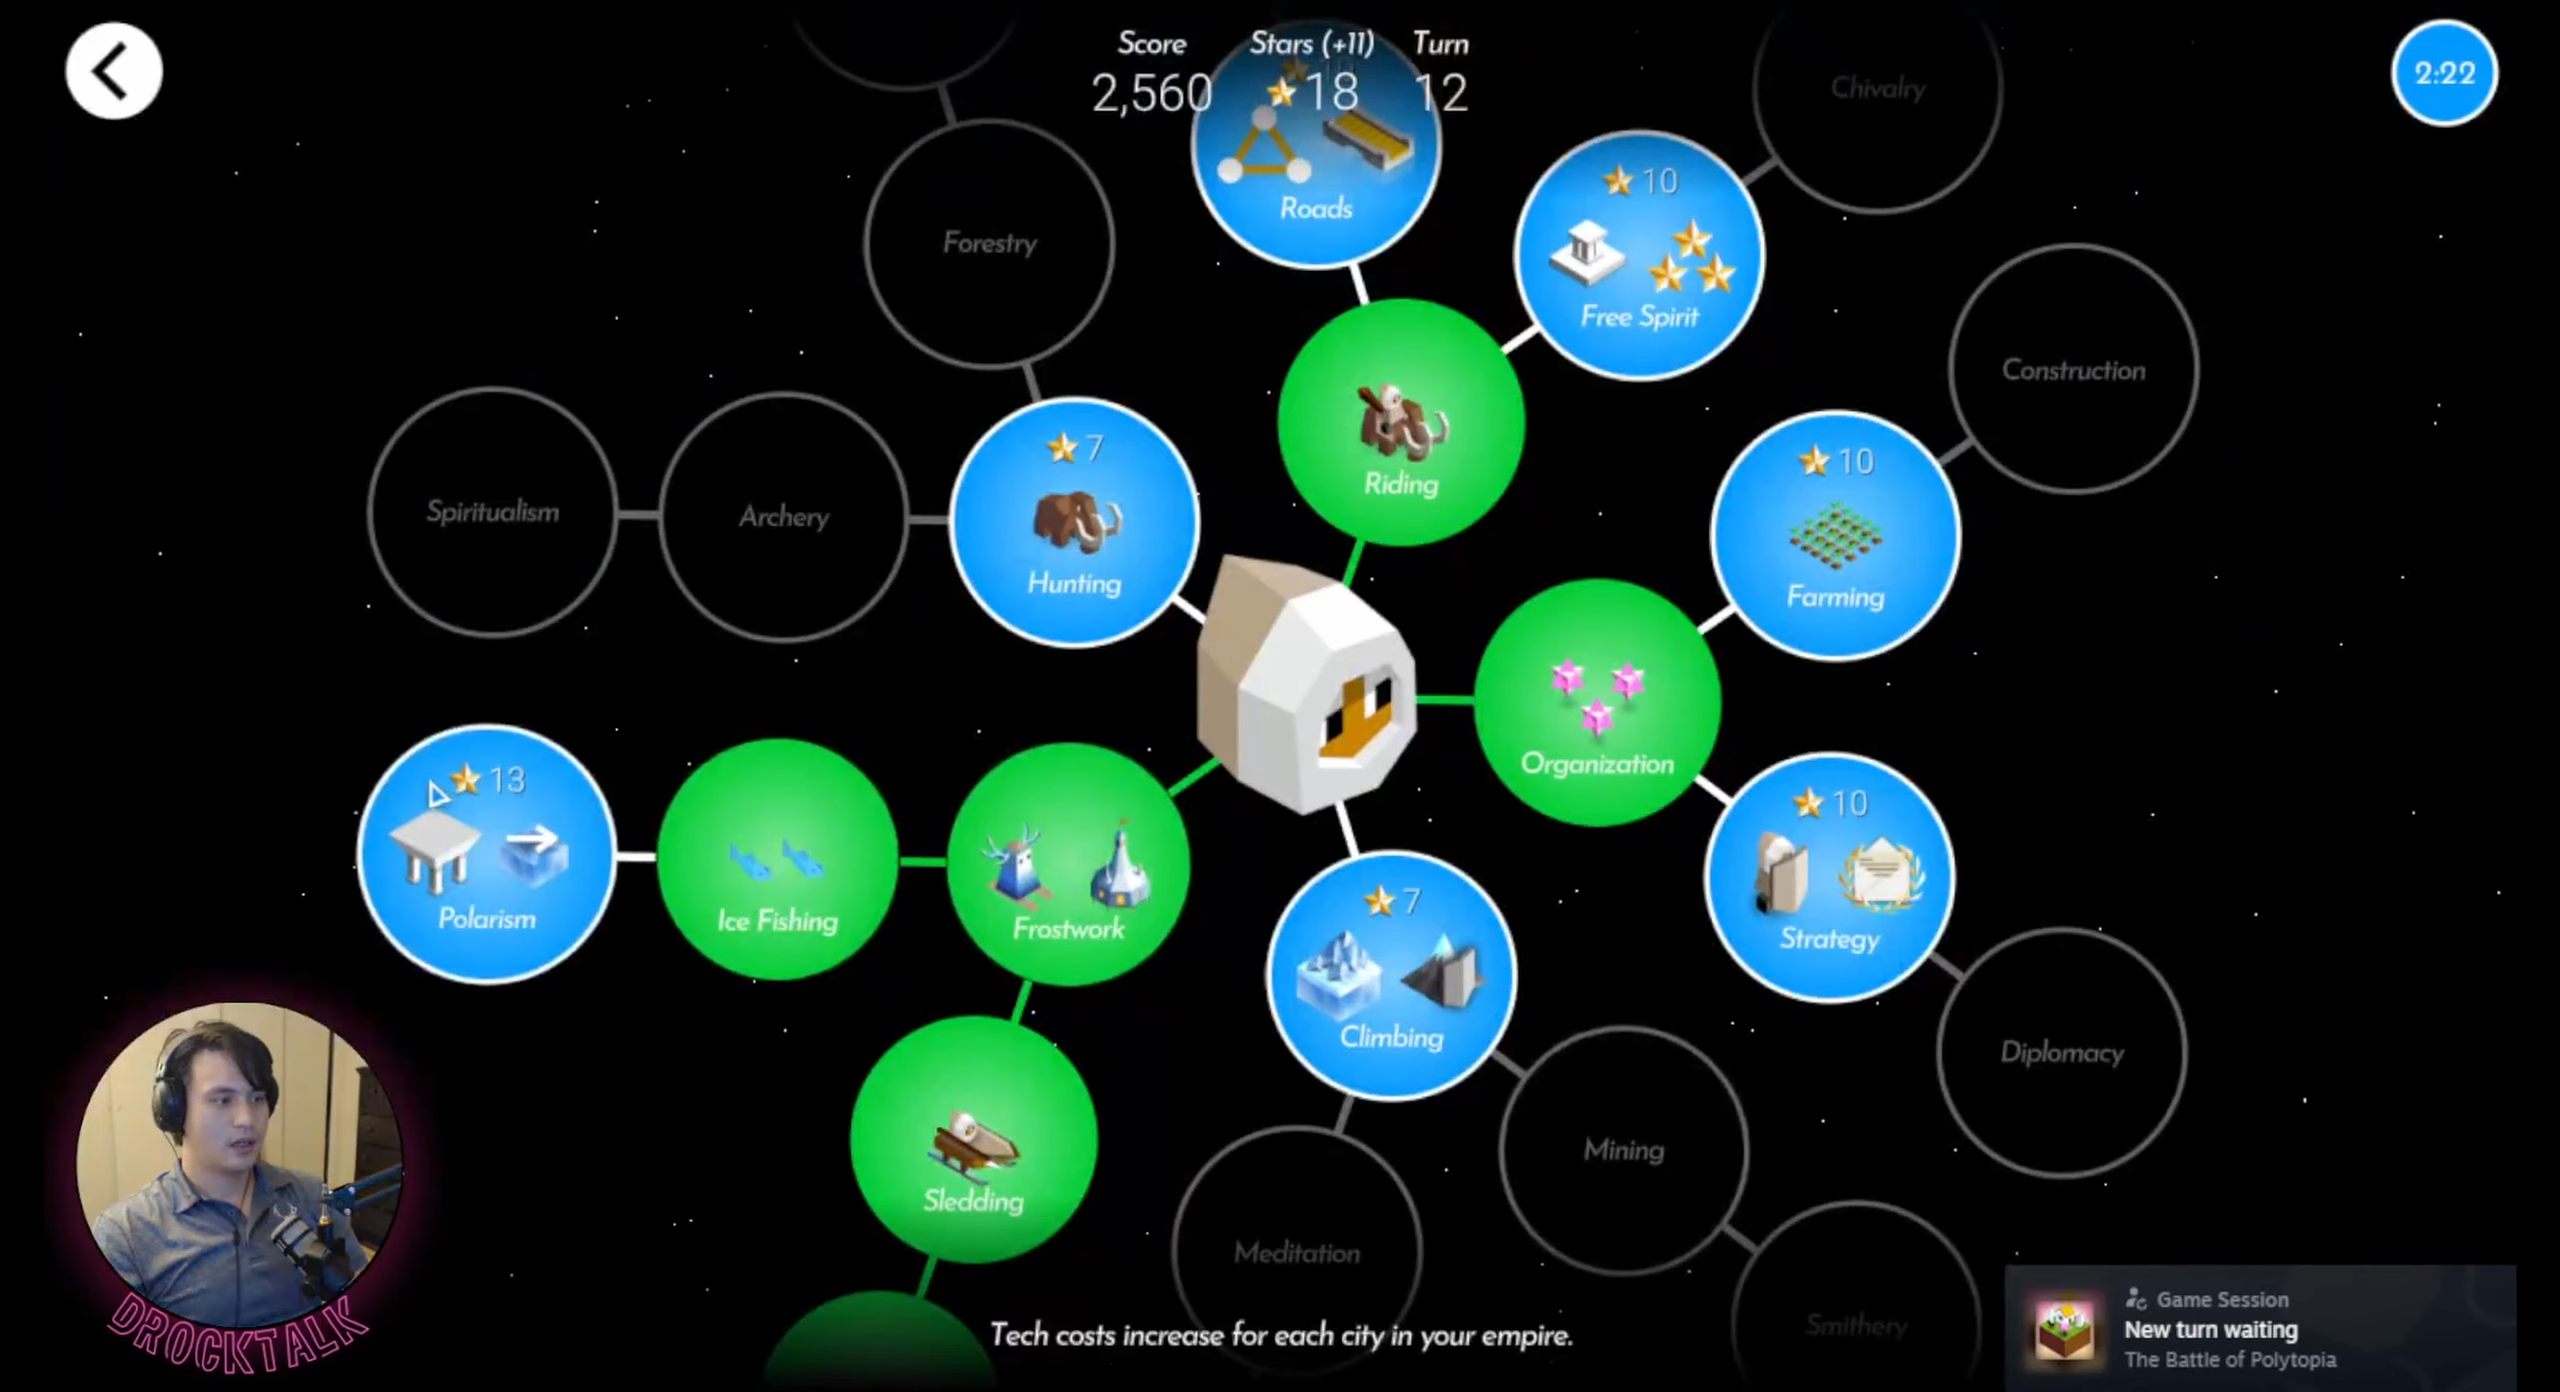 Score
Stars (+11)
Turn
2,560
18
12
2:22
Chivalry
Roads
10
Free Spirit
Forestry
Construction
7
Hunting
Riding
10
Farming
Spiritualism
Archery
Organization
13
Polarism
Ice Fishing
Frostwork
7
Climbing
10
Strategy
Diplomacy
Mining
Sledding
Meditation
Smithery
DROCKTALK
Tech costs increase for each city in your empire.
Game Session
New turn waiting
The Battle of Polytopia